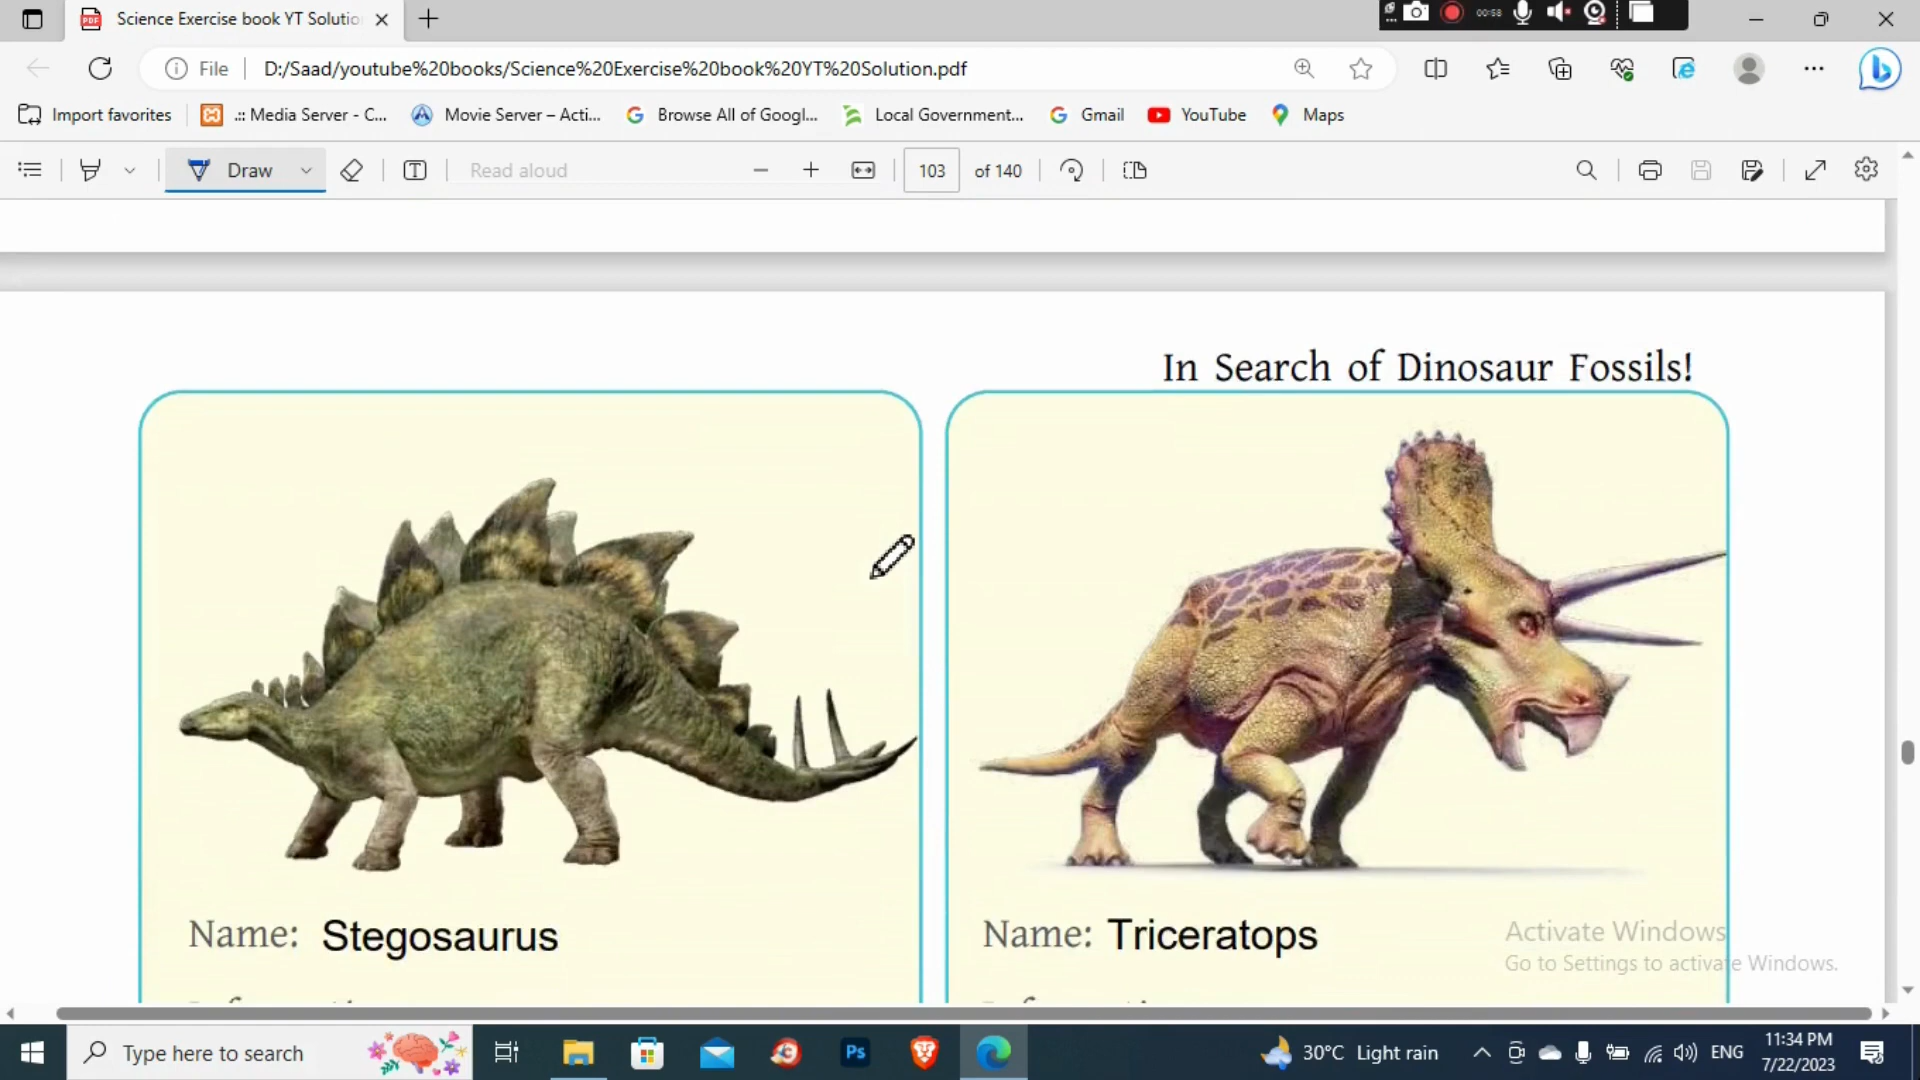 Science Exercise book YT Solutio
00:58
File
D:/Saad/youtube%20books/Science%20Exercise%20book%20YT%20Solution.pdf
Import favorites
.:: Media Server - C...
Movie Server – Acti...
Browse All of Googl...
Local Government...
Gmail
YouTube
Maps
Draw
Read aloud
103 of 140
In Search of Dinosaur Fossils!
Name: Stegosaurus
Name: Triceratops
Activate Windows
Go to Settings to activate Windows.
Type here to search
Ps
30°C Light rain
ENG
11:34 PM
7/22/2023